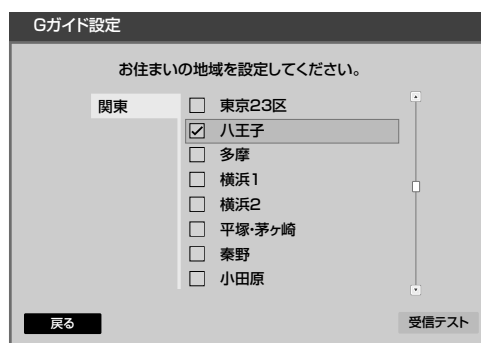 Gガイド設定
お住まいの地域を設定してください。
関東
東京23区
八王子
多摩
横浜1
横浜2
平塚・茅ヶ崎
秦野
小田原
戻る
受信テスト